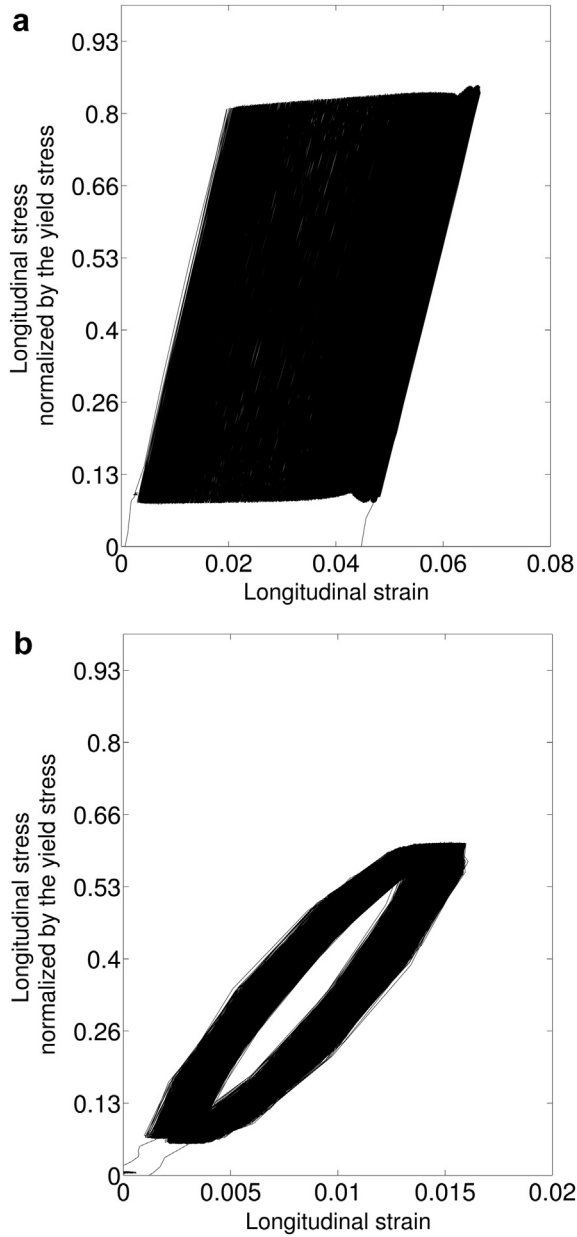 a
Longitudinal stress
normalized by the yield stress
0.93
0.8
0.66
0.53
0.4
0.26
0.13
0
0 0.02 0.04 0.06 0.08
Longitudinal strain
b
Longitudinal stress
normalized by the yield stress
0.93
0.8
0.66
0.53
0.4
0.26
0.13
0
0 0.005 0.01 0.015 0.02
Longitudinal strain